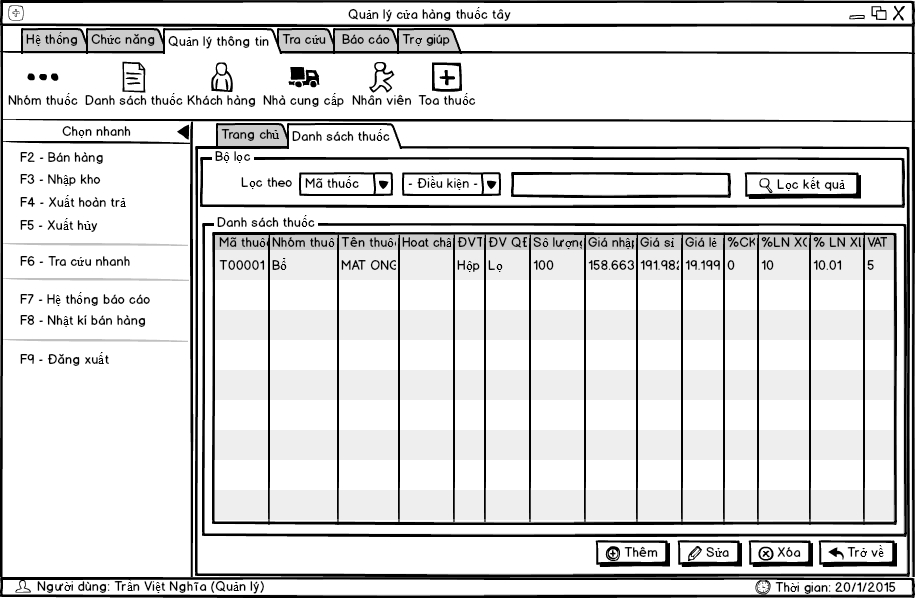 Quản lý cửa hàng thuốc tây
Hệ thống Chức năng Quản lý thông tin Tra cứu Báo cáo Trợ giúp
Nhóm thuốc Danh sách thuốc Khách hàng Nhà cung cấp Nhân viên Toa thuốc
Chọn nhanh
F2 - Bán hàng
F3 - Nhập kho
F4 - Xuất hoàn trả
F5 - Xuất hủy
F6 - Tra cứu nhanh
F7 - Hệ thống báo cáo
F8 - Nhật kí bán hàng
F9 - Đăng xuất
Trang chủ Danh sách thuốc
Bộ lọc
Lọc theo Mã thuốc - Điều kiện - Lọc kết quả
Danh sách thuốc
Mã thuố Nhóm thuố Tên thuố Hoat chấ ĐVT ĐV QĐ Số lượng Giá nhập Giá sỉ Giá lẻ %CK %LN XO % LN XL VAT
T00001 Bổ MAT ONG Hộp Lọ 100 158.663 191.982 19.199 0 10 10.01 5
Thêm Sửa Xóa Trở về
Người dùng: Trần Việt Nghĩa (Quản lý) Thời gian: 20/1/2015